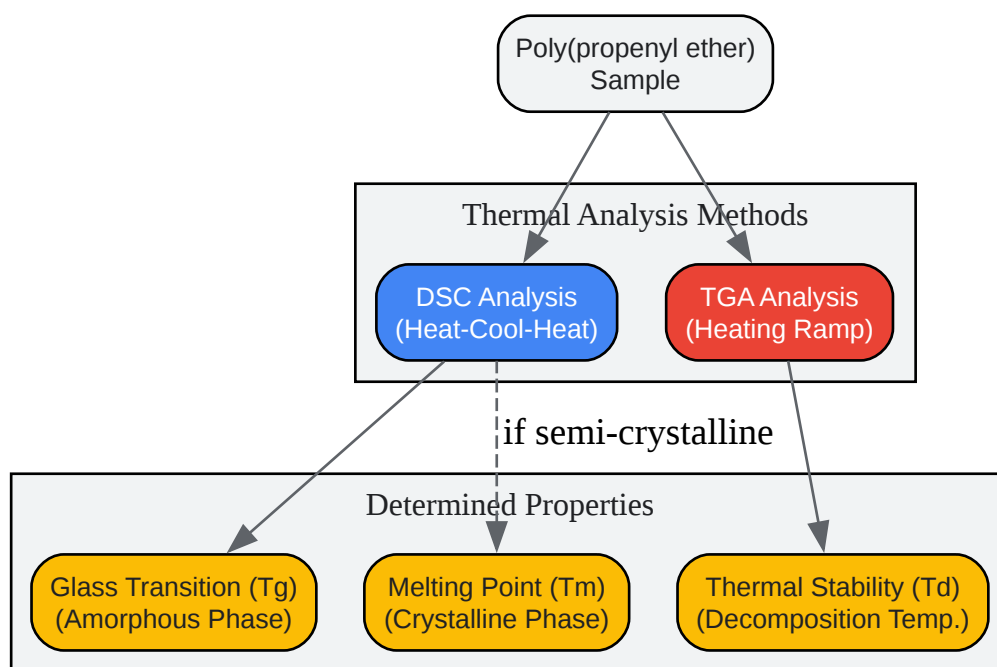 Poly(propenyl ether)
Sample
Thermal Analysis Methods
DSC Analysis
(Heat-Cool-Heat)
TGA Analysis
(Heating Ramp)
if semi-crystalline
Determined Properties
Glass Transition (Tg)
(Amorphous Phase)
Melting Point (Tm)
(Crystalline Phase)
Thermal Stability (Td)
(Decomposition Temp.)